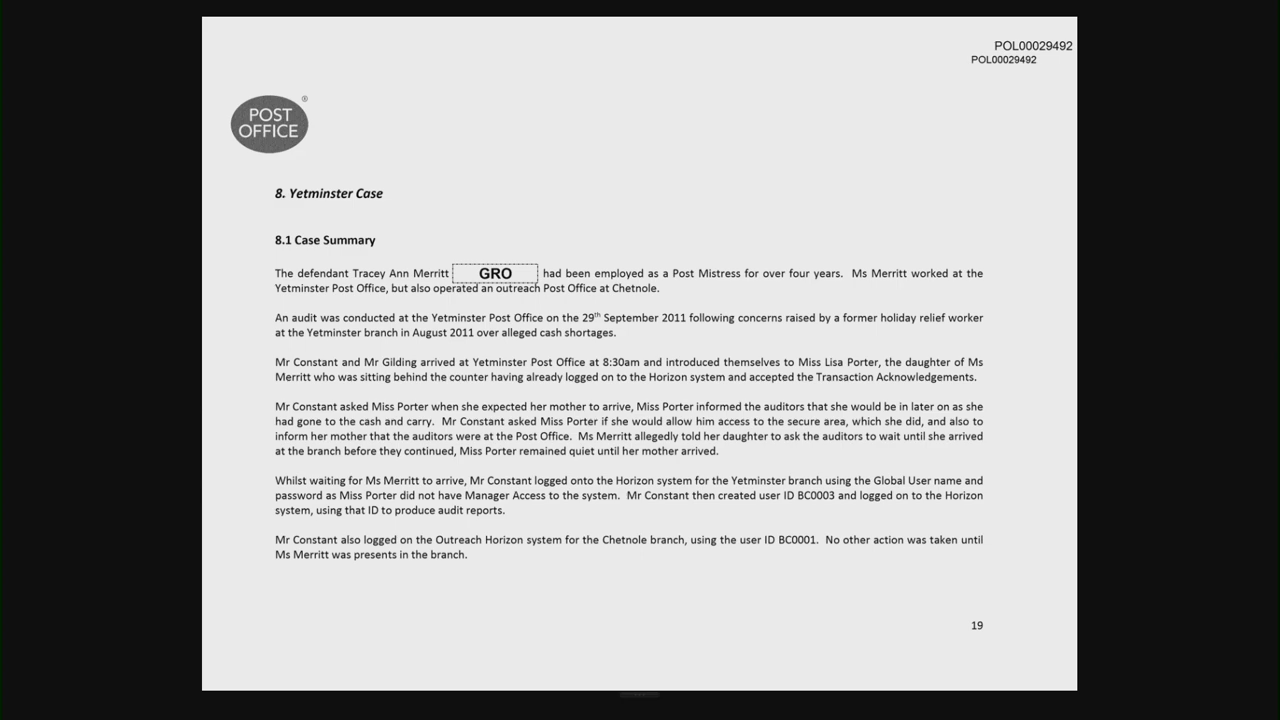 POL00029492
POL00029492
POST
OFFICE
®
8. Yetminster Case
8.1 Case Summary
The defendant Tracey Ann Merritt GRO had been employed as a Post Mistress for over four years. Ms Merritt worked at the
Yetminster Post Office, but also operated an outreach Post Office at Chetnole.
An audit was conducted at the Yetminster Post Office on the 29th September 2011 following concerns raised by a former holiday relief worker
at the Yetminster branch in August 2011 over alleged cash shortages.
Mr Constant and Mr Gilding arrived at Yetminster Post Office at 8:30am and introduced themselves to Miss Lisa Porter, the daughter of Ms
Merritt who was sitting behind the counter having already logged on to the Horizon system and accepted the Transaction Acknowledgements.
Mr Constant asked Miss Porter when she expected her mother to arrive, Miss Porter informed the auditors that she would be in later on as she
had gone to the cash and carry. Mr Constant asked Miss Porter if she would allow him access to the secure area, which she did, and also to
inform her mother that the auditors were at the Post Office. Ms Merritt allegedly told her daughter to ask the auditors to wait until she arrived
at the branch before they continued, Miss Porter remained quiet until her mother arrived.
Whilst waiting for Ms Merritt to arrive, Mr Constant logged onto the Horizon system for the Yetminster branch using the Global User name and
password as Miss Porter did not have Manager Access to the system. Mr Constant then created user ID BC0003 and logged on to the Horizon
system, using that ID to produce audit reports.
Mr Constant also logged on the Outreach Horizon system for the Chetnole branch, using the user ID BC0001. No other action was taken until
Ms Merritt was presents in the branch.
19